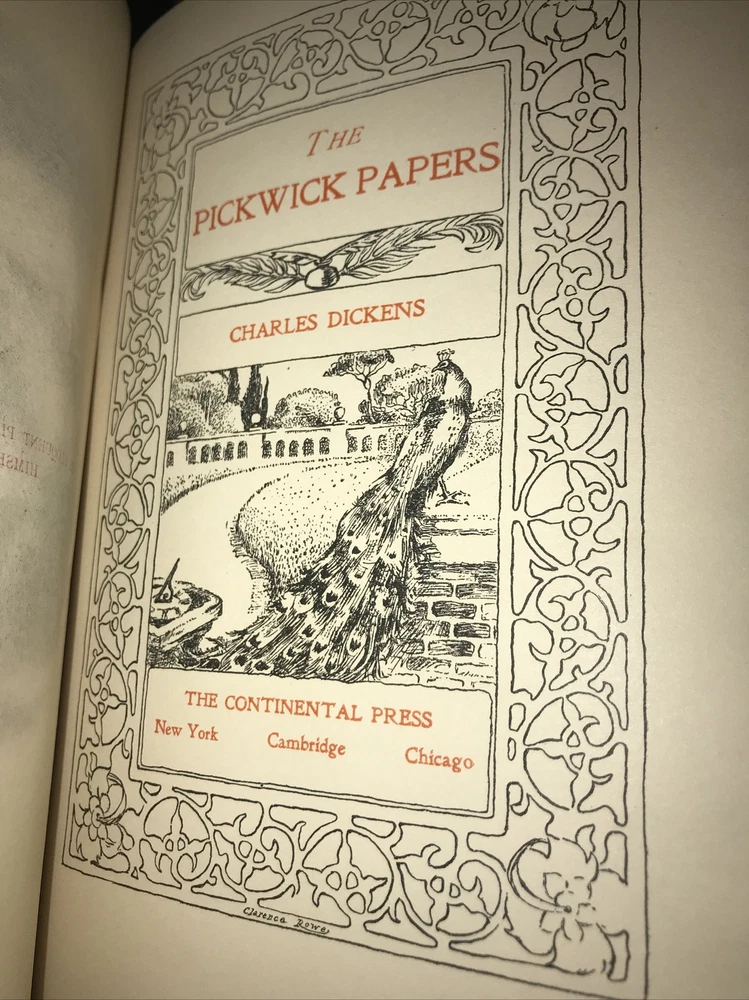 THE
PICKWICK PAPERS
CHARLES DICKENS
THE CONTINENTAL PRESS
New York Cambridge Chicago
Clarence Rowe